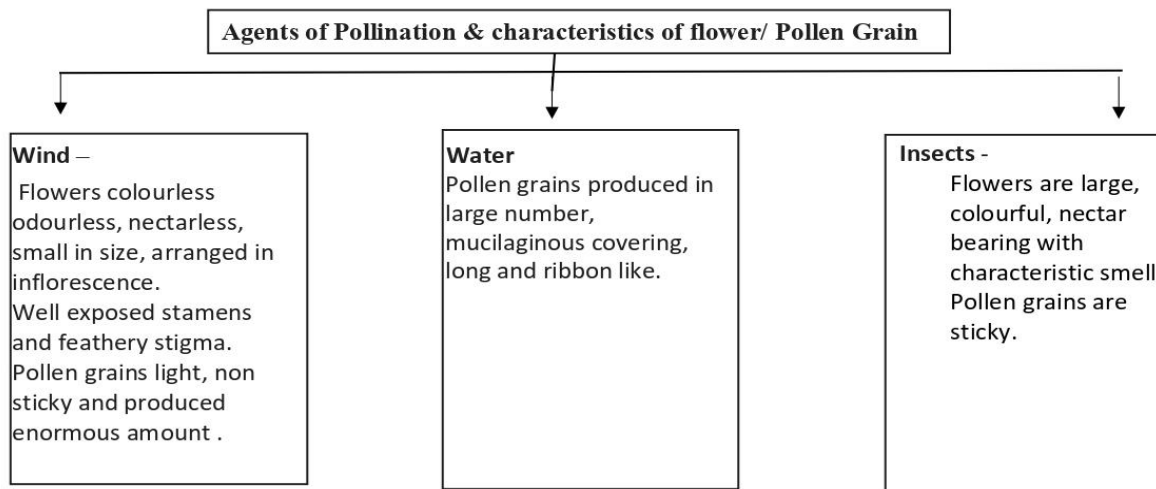 Agents of Pollination & characteristics of flower/ Pollen Grain
Wind –
Flowers colourless
odourless, nectarless,
small in size, arranged in
inflorescence.
Well exposed stamens
and feathery stigma.
Pollen grains light, non
sticky and produced
enormous amount .
Water
Pollen grains produced in
large number,
mucilaginous covering,
long and ribbon like.
Insects -
Flowers are large,
colourful, nectar
bearing with
characteristic smell
Pollen grains are
sticky.